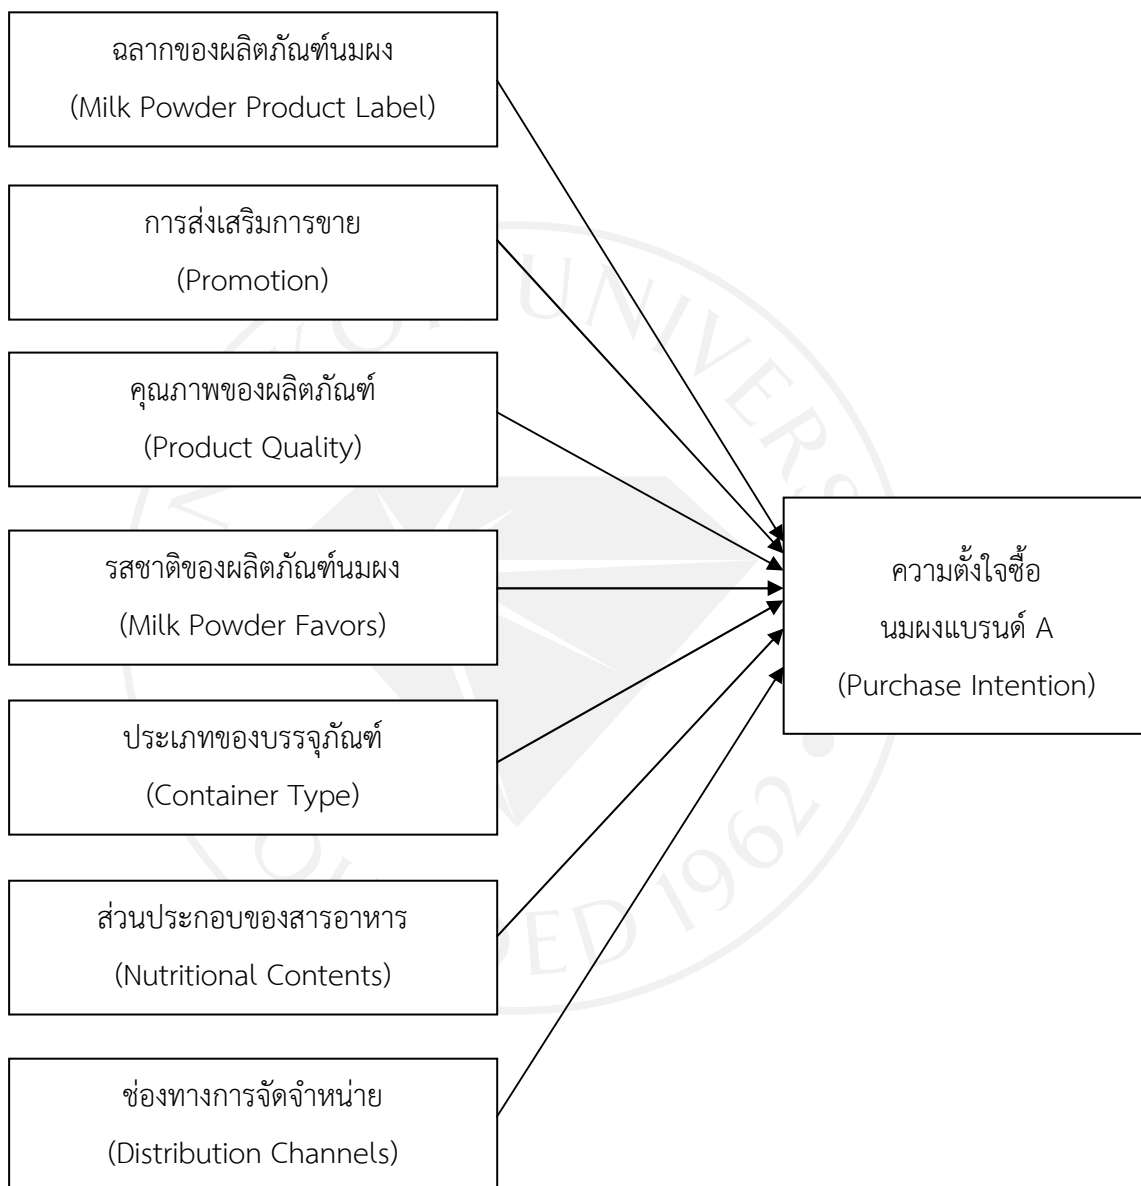 ฉลากของผลิตภัณฑ์นมผง
(Milk Powder Product Label)
การส่งเสริมการขาย
(Promotion)
คุณภาพของผลิตภัณฑ์
(Product Quality)
รสชาติของผลิตภัณฑ์นมผง
(Milk Powder Favors)
ประเภทของบรรจุภัณฑ์
(Container Type)
ส่วนประกอบของสารอาหาร
(Nutritional Contents)
ช่องทางการจัดจำหน่าย
(Distribution Channels)
ความตั้งใจซื้อ
นมผงแบรนด์ A
(Purchase Intention)
UNIVERS
1962